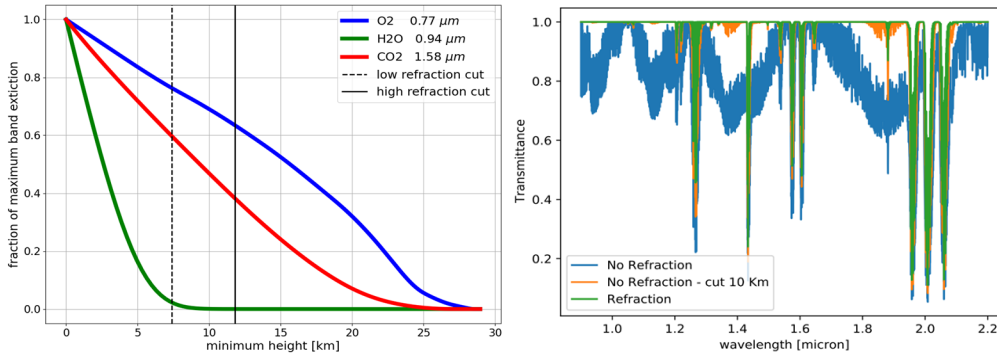 fraction of maximum band extiction
1.0
0.8
0.6
0.4
0.2
0.0
0
5
10
15
20
25
30
minimum height [km]
O2 0.77 μm
H2O 0.94 μm
CO2 1.58 μm
low refraction cut
high refraction cut
Transmittance
1.0
0.8
0.6
0.4
0.2
1.0
1.2
1.4
1.6
1.8
2.0
2.2
wavelength [micron]
No Refraction
No Refraction - cut 10 Km
Refraction